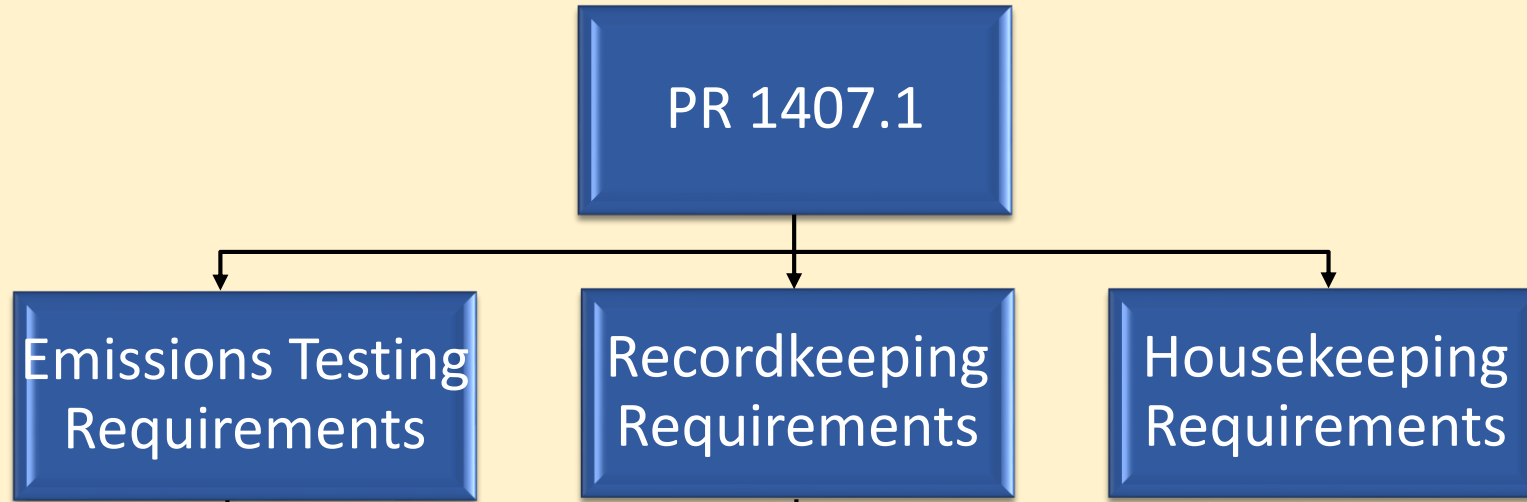 PR 1407.1
Emissions Testing
Requirements
Recordkeeping
Requirements
Housekeeping
Requirements